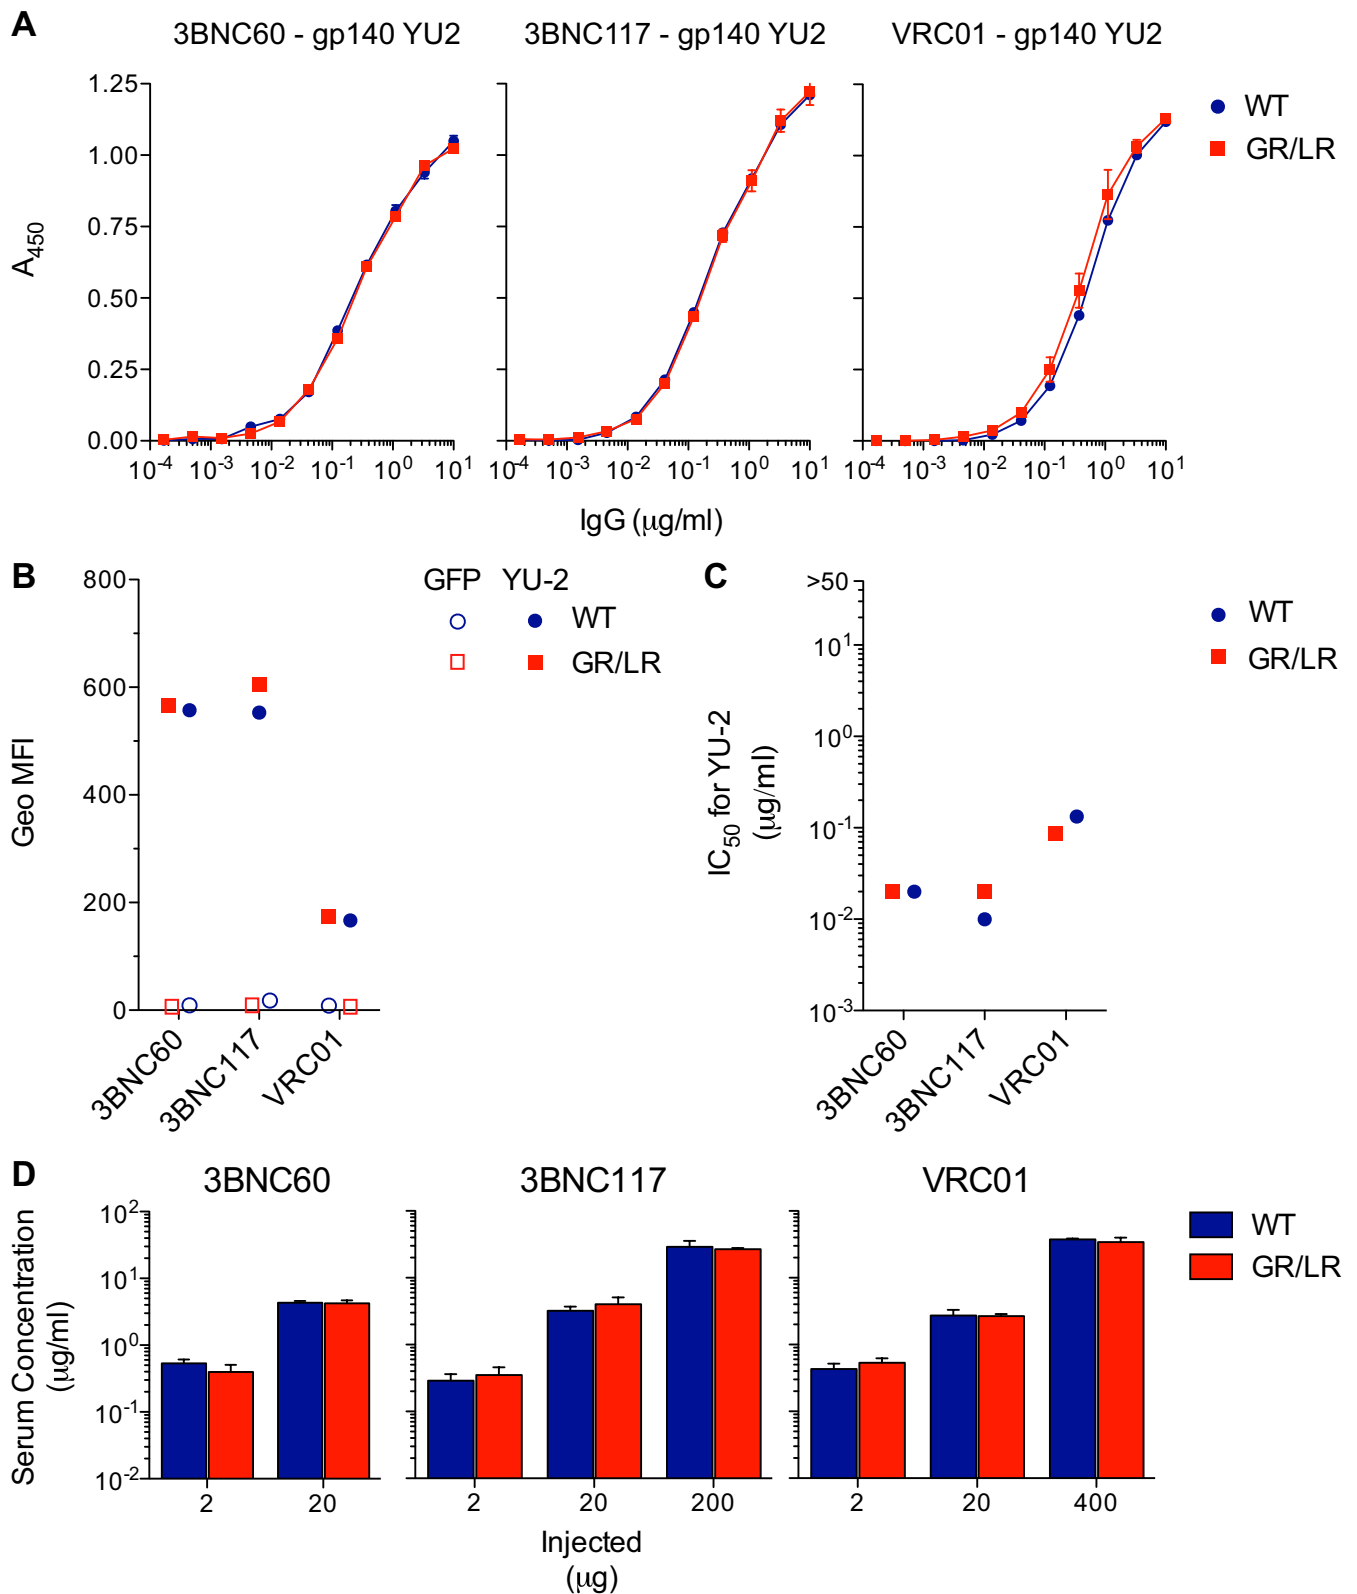 A
3BNC60 - gp140 YU2
3BNC117 - gp140 YU2
VRC01 - gp140 YU2
WT
GR/LR
A450
1.25
1.00
0.75
0.50
0.25
0.00
10-4 10-3 10-2 10-1 100 101
10-4 10-3 10-2 10-1 100 101
10-4 10-3 10-2 10-1 100 101
IgG (μg/ml)
B
GFP YU-2
WT
GR/LR
Geo MFI
800
600
400
200
0
3BNC60
3BNC117
VRC01
C
WT
GR/LR
IC50 for YU-2
(μg/ml)
>50
101
100
10-1
10-2
10-3
3BNC60
3BNC117
VRC01
D
3BNC60
3BNC117
VRC01
WT
GR/LR
Serum Concentration
(μg/ml)
102
101
100
10-1
10-2
2 20
2 20 200
2 20 400
Injected
(μg)